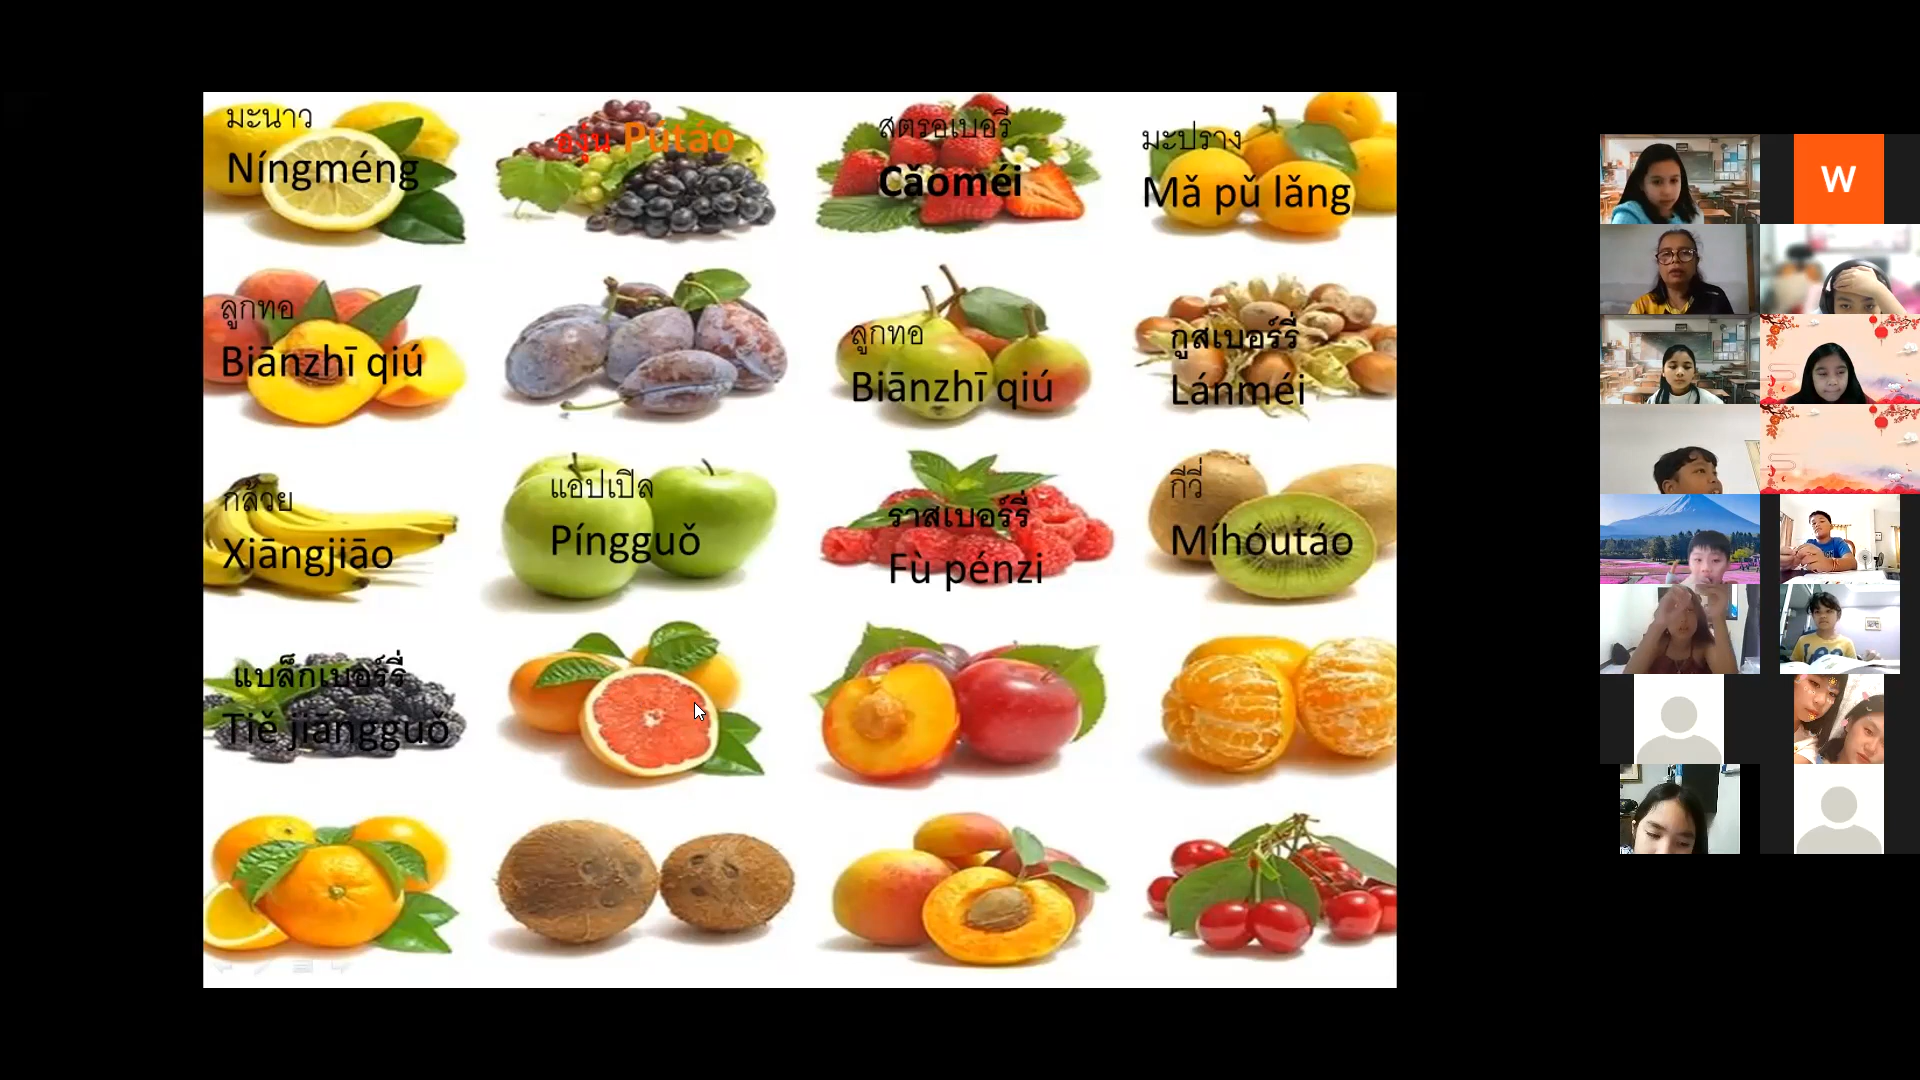 มะนาว
Níngméng
องุ่น Pútáo
สตรอเบอรี่
Cǎoméi
มะปราง
Mǎ pǔ lǎng
ลูกทอ
Biānzhī qiú
ลูกทอ
Biānzhī qiú
กูสเบอร์รี่
Lánméi
กล้วย
Xiāngjiāo
แอปเปิล
Píngguǒ
ราสเบอร์รี่
Fù pénzi
กีวี่
Míhóutáo
แบล็กเบอร์รี่
Tiě jiāngguǒ
W